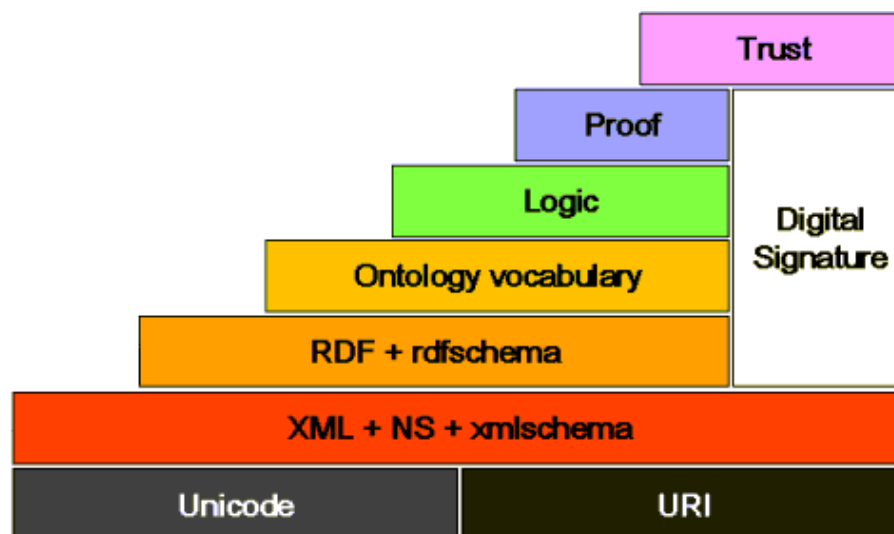 Trust
Proof
Logic
Digital
Signature
Ontology vocabulary
RDF + rdfschema
XML + NS + xmlschema
Unicode
URI